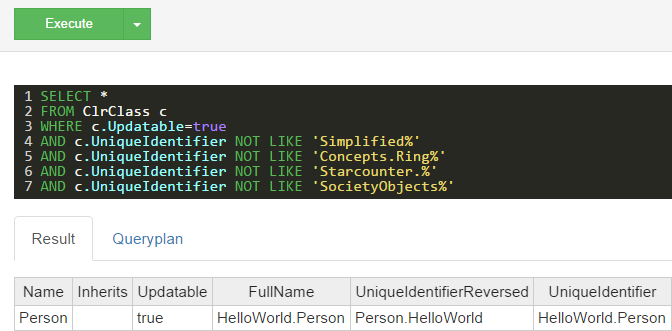 Execute
1 SELECT *
2 FROM ClrClass c
3 WHERE c.Updatable=true
4 AND c.UniqueIdentifier NOT LIKE 'Simplified%'
5 AND c.UniqueIdentifier NOT LIKE 'Concepts.Ring%'
6 AND c.UniqueIdentifier NOT LIKE 'Starcounter.%'
7 AND c.UniqueIdentifier NOT LIKE 'SocietyObjects%'
Result Queryplan
Name Inherits Updatable FullName UniqueIdentifierReversed UniqueIdentifier
Person true HelloWorld.Person Person.HelloWorld HelloWorld.Person